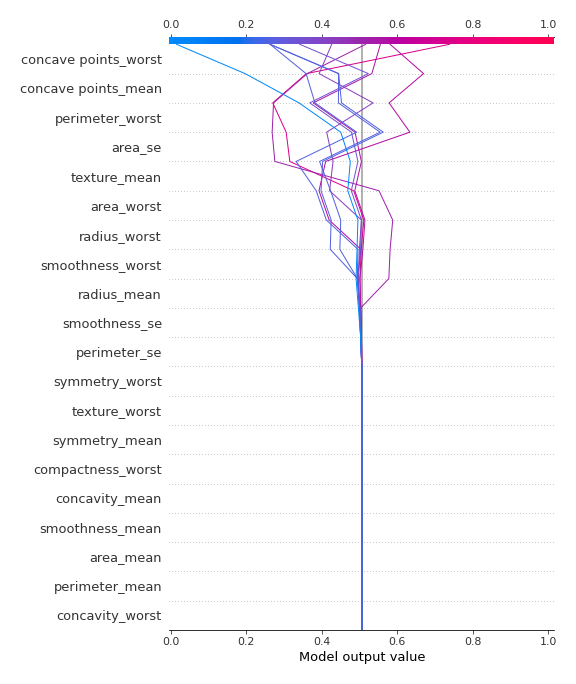 0.0 0.2 0.4 0.6 0.8 1.0
concave points_worst
concave points_mean
perimeter_worst
area_se
texture_mean
area_worst
radius_worst
smoothness_worst
radius_mean
smoothness_se
perimeter_se
symmetry_worst
texture_worst
symmetry_mean
compactness_worst
concavity_mean
smoothness_mean
area_mean
perimeter_mean
concavity_worst
0.0 0.2 0.4 0.6 0.8 1.0
Model output value